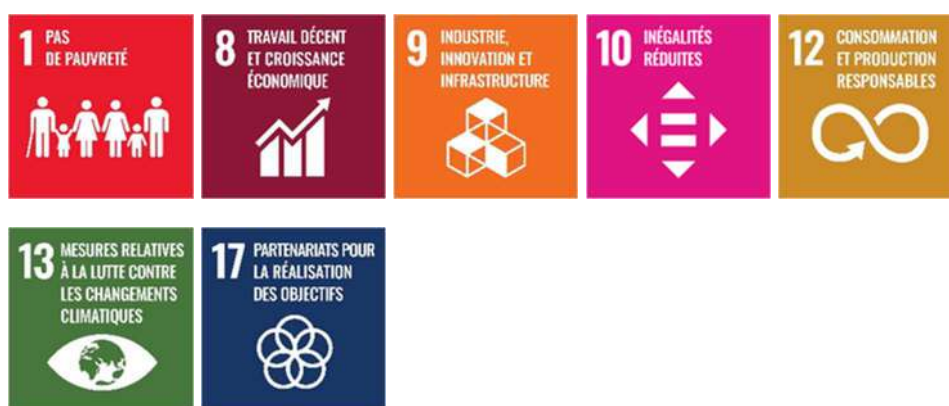 1 PAS
DE PAUVRETÉ
8 TRAVAIL DÉCENT
ET CROISSANCE
ÉCONOMIQUE
9 INDUSTRIE,
INNOVATION ET
INFRASTRUCTURE
10 INÉGALITÉS
RÉDUITES
12 CONSOMMATION
ET PRODUCTION
RESPONSABLES
13 MESURES RELATIVES
À LA LUTTE CONTRE
LES CHANGEMENTS
CLIMATIQUES
17 PARTENARIATS POUR
LA RÉALISATION
DES OBJECTIFS